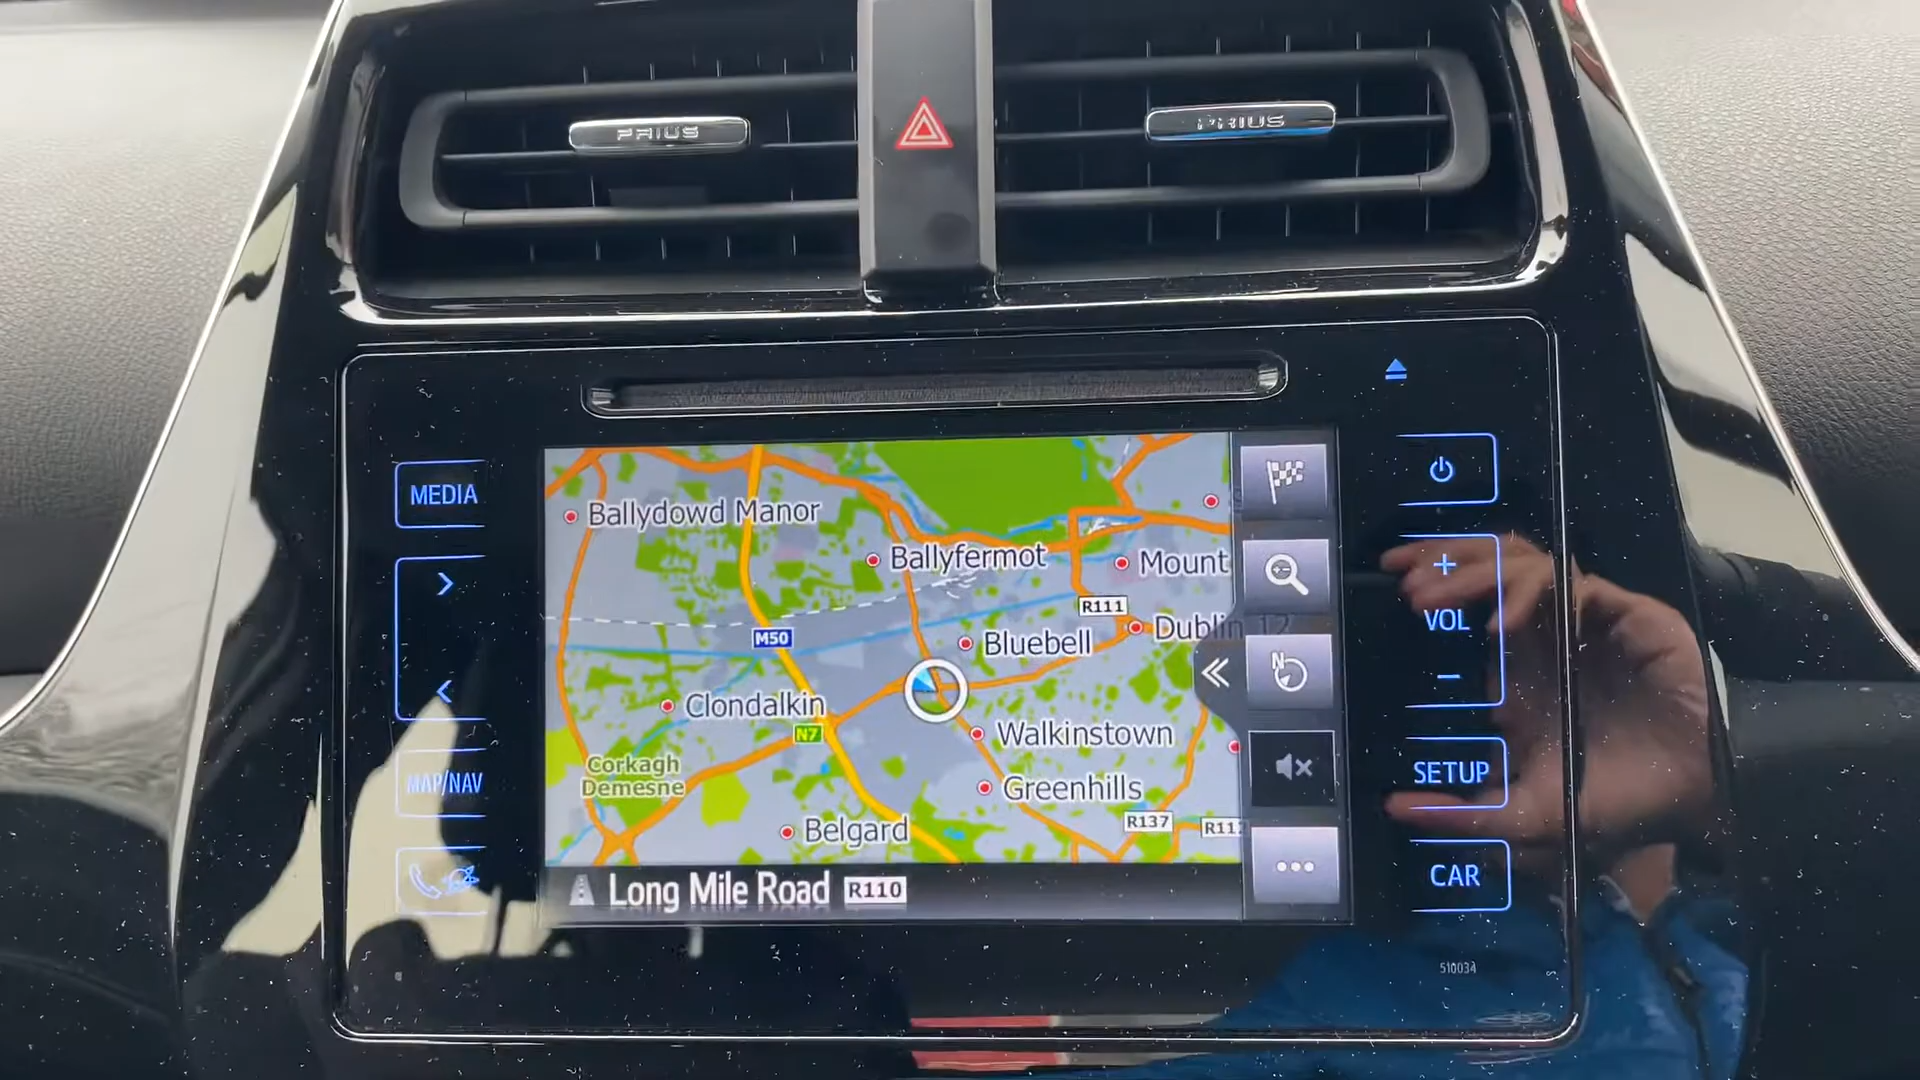 PRIUS
PRIUS
MEDIA
MAP/NAV
Ballydowd Manor
Ballyfermot
Mount
R111
Dublin 12
M50
Bluebell
N
Clondalkin
N7
Walkinstown
Corkagh
Demesne
Greenhills
R137
R11
Belgard
Long Mile Road R110
+
VOL
−
SETUP
CAR
510034